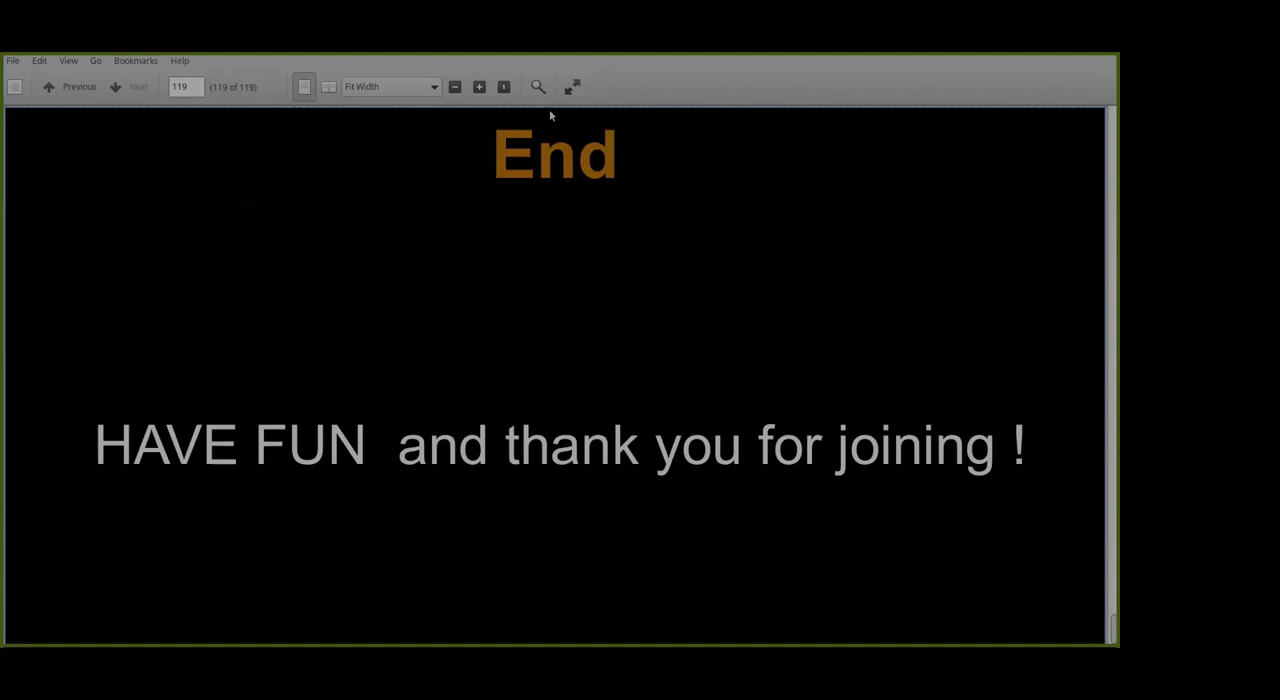 File Edit View Go Bookmarks Help
Previous Next 119 (119 of 119) Fit Width
End
HAVE FUN and thank you for joining !